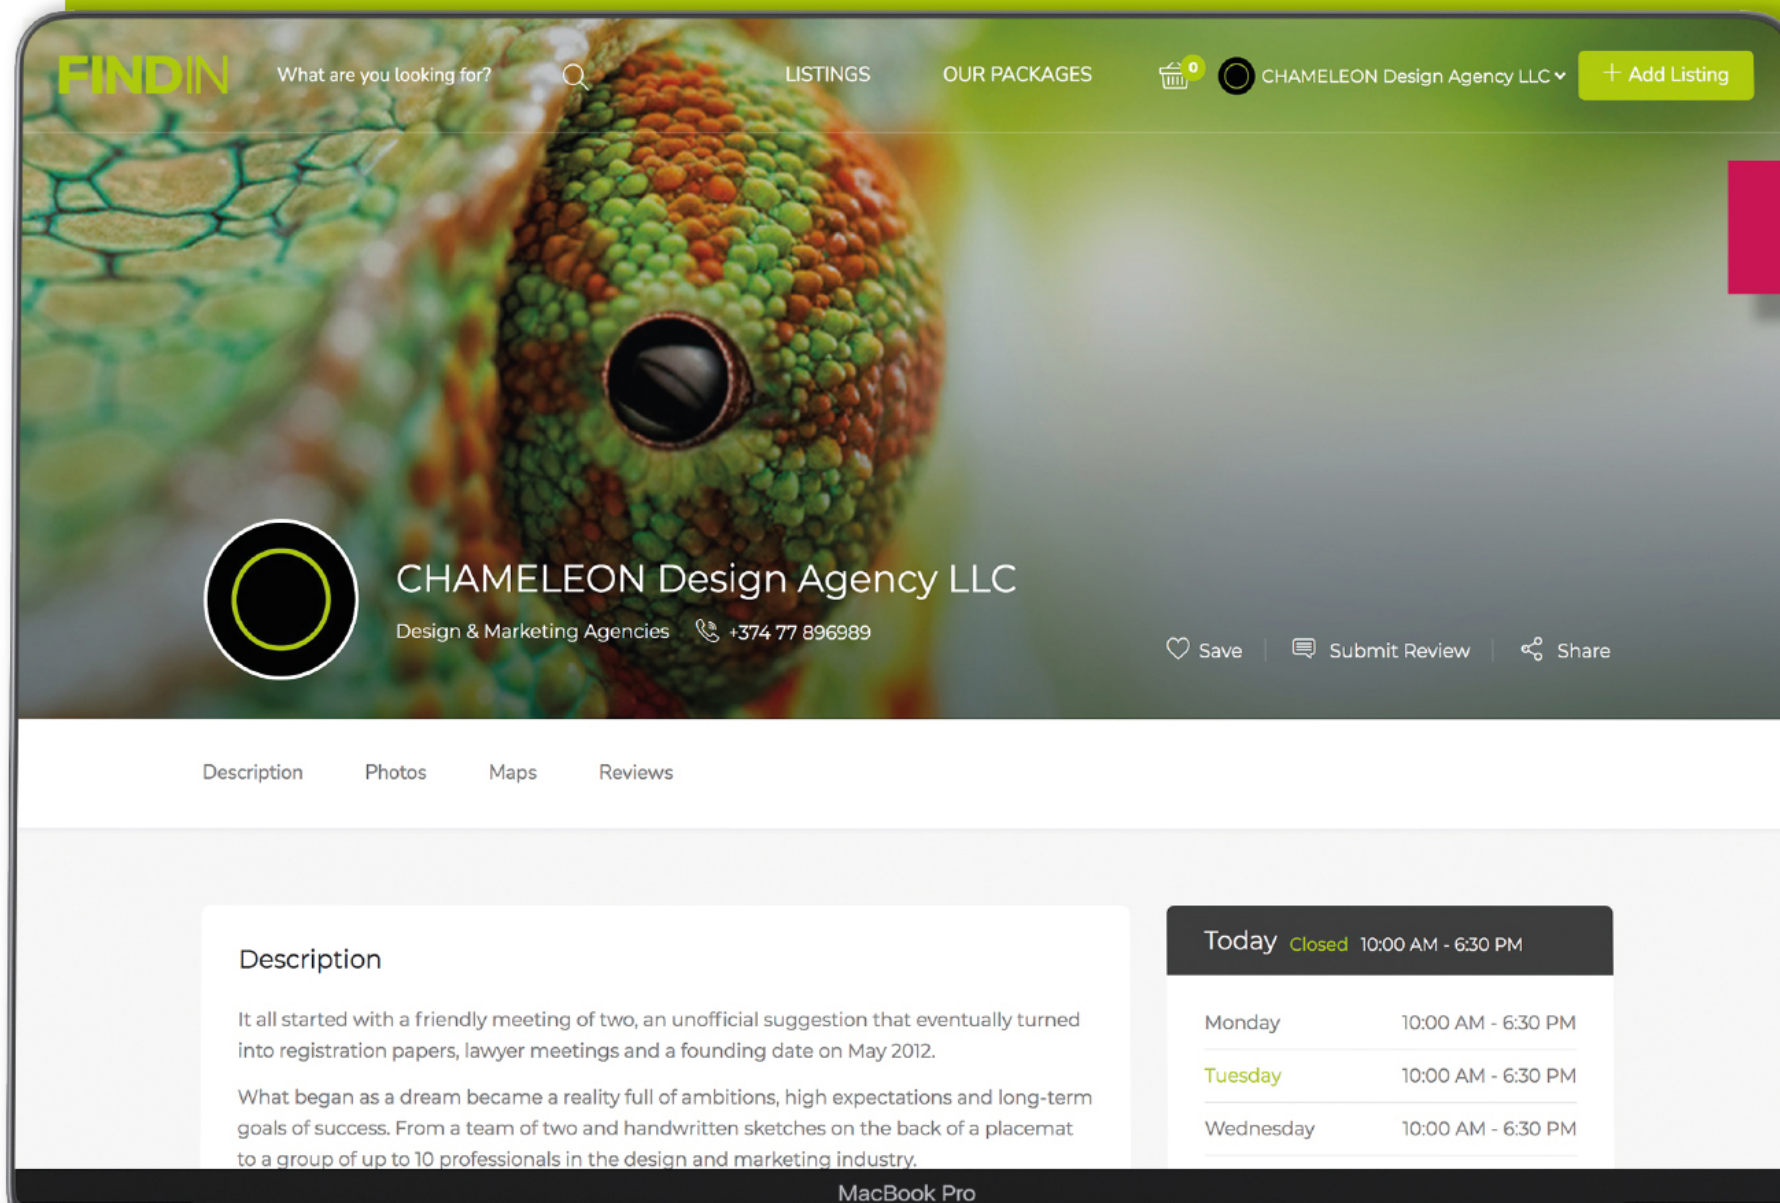 FINDIN What are you looking for? LISTINGS OUR PACKAGES 0 CHAMELEON Design Agency LLC + Add Listing
CHAMELEON Design Agency LLC
Design & Marketing Agencies +374 77 896989
Save Submit Review Share
Description Photos Maps Reviews
Description
It all started with a friendly meeting of two, an unofficial suggestion that eventually turned
into registration papers, lawyer meetings and a founding date on May 2012.
What began as a dream became a reality full of ambitions, high expectations and long-term
goals of success. From a team of two and handwritten sketches on the back of a placemat
to a group of up to 10 professionals in the design and marketing industry.
Today Closed 10:00 AM - 6:30 PM
Monday 10:00 AM - 6:30 PM
Tuesday 10:00 AM - 6:30 PM
Wednesday 10:00 AM - 6:30 PM
MacBook Pro